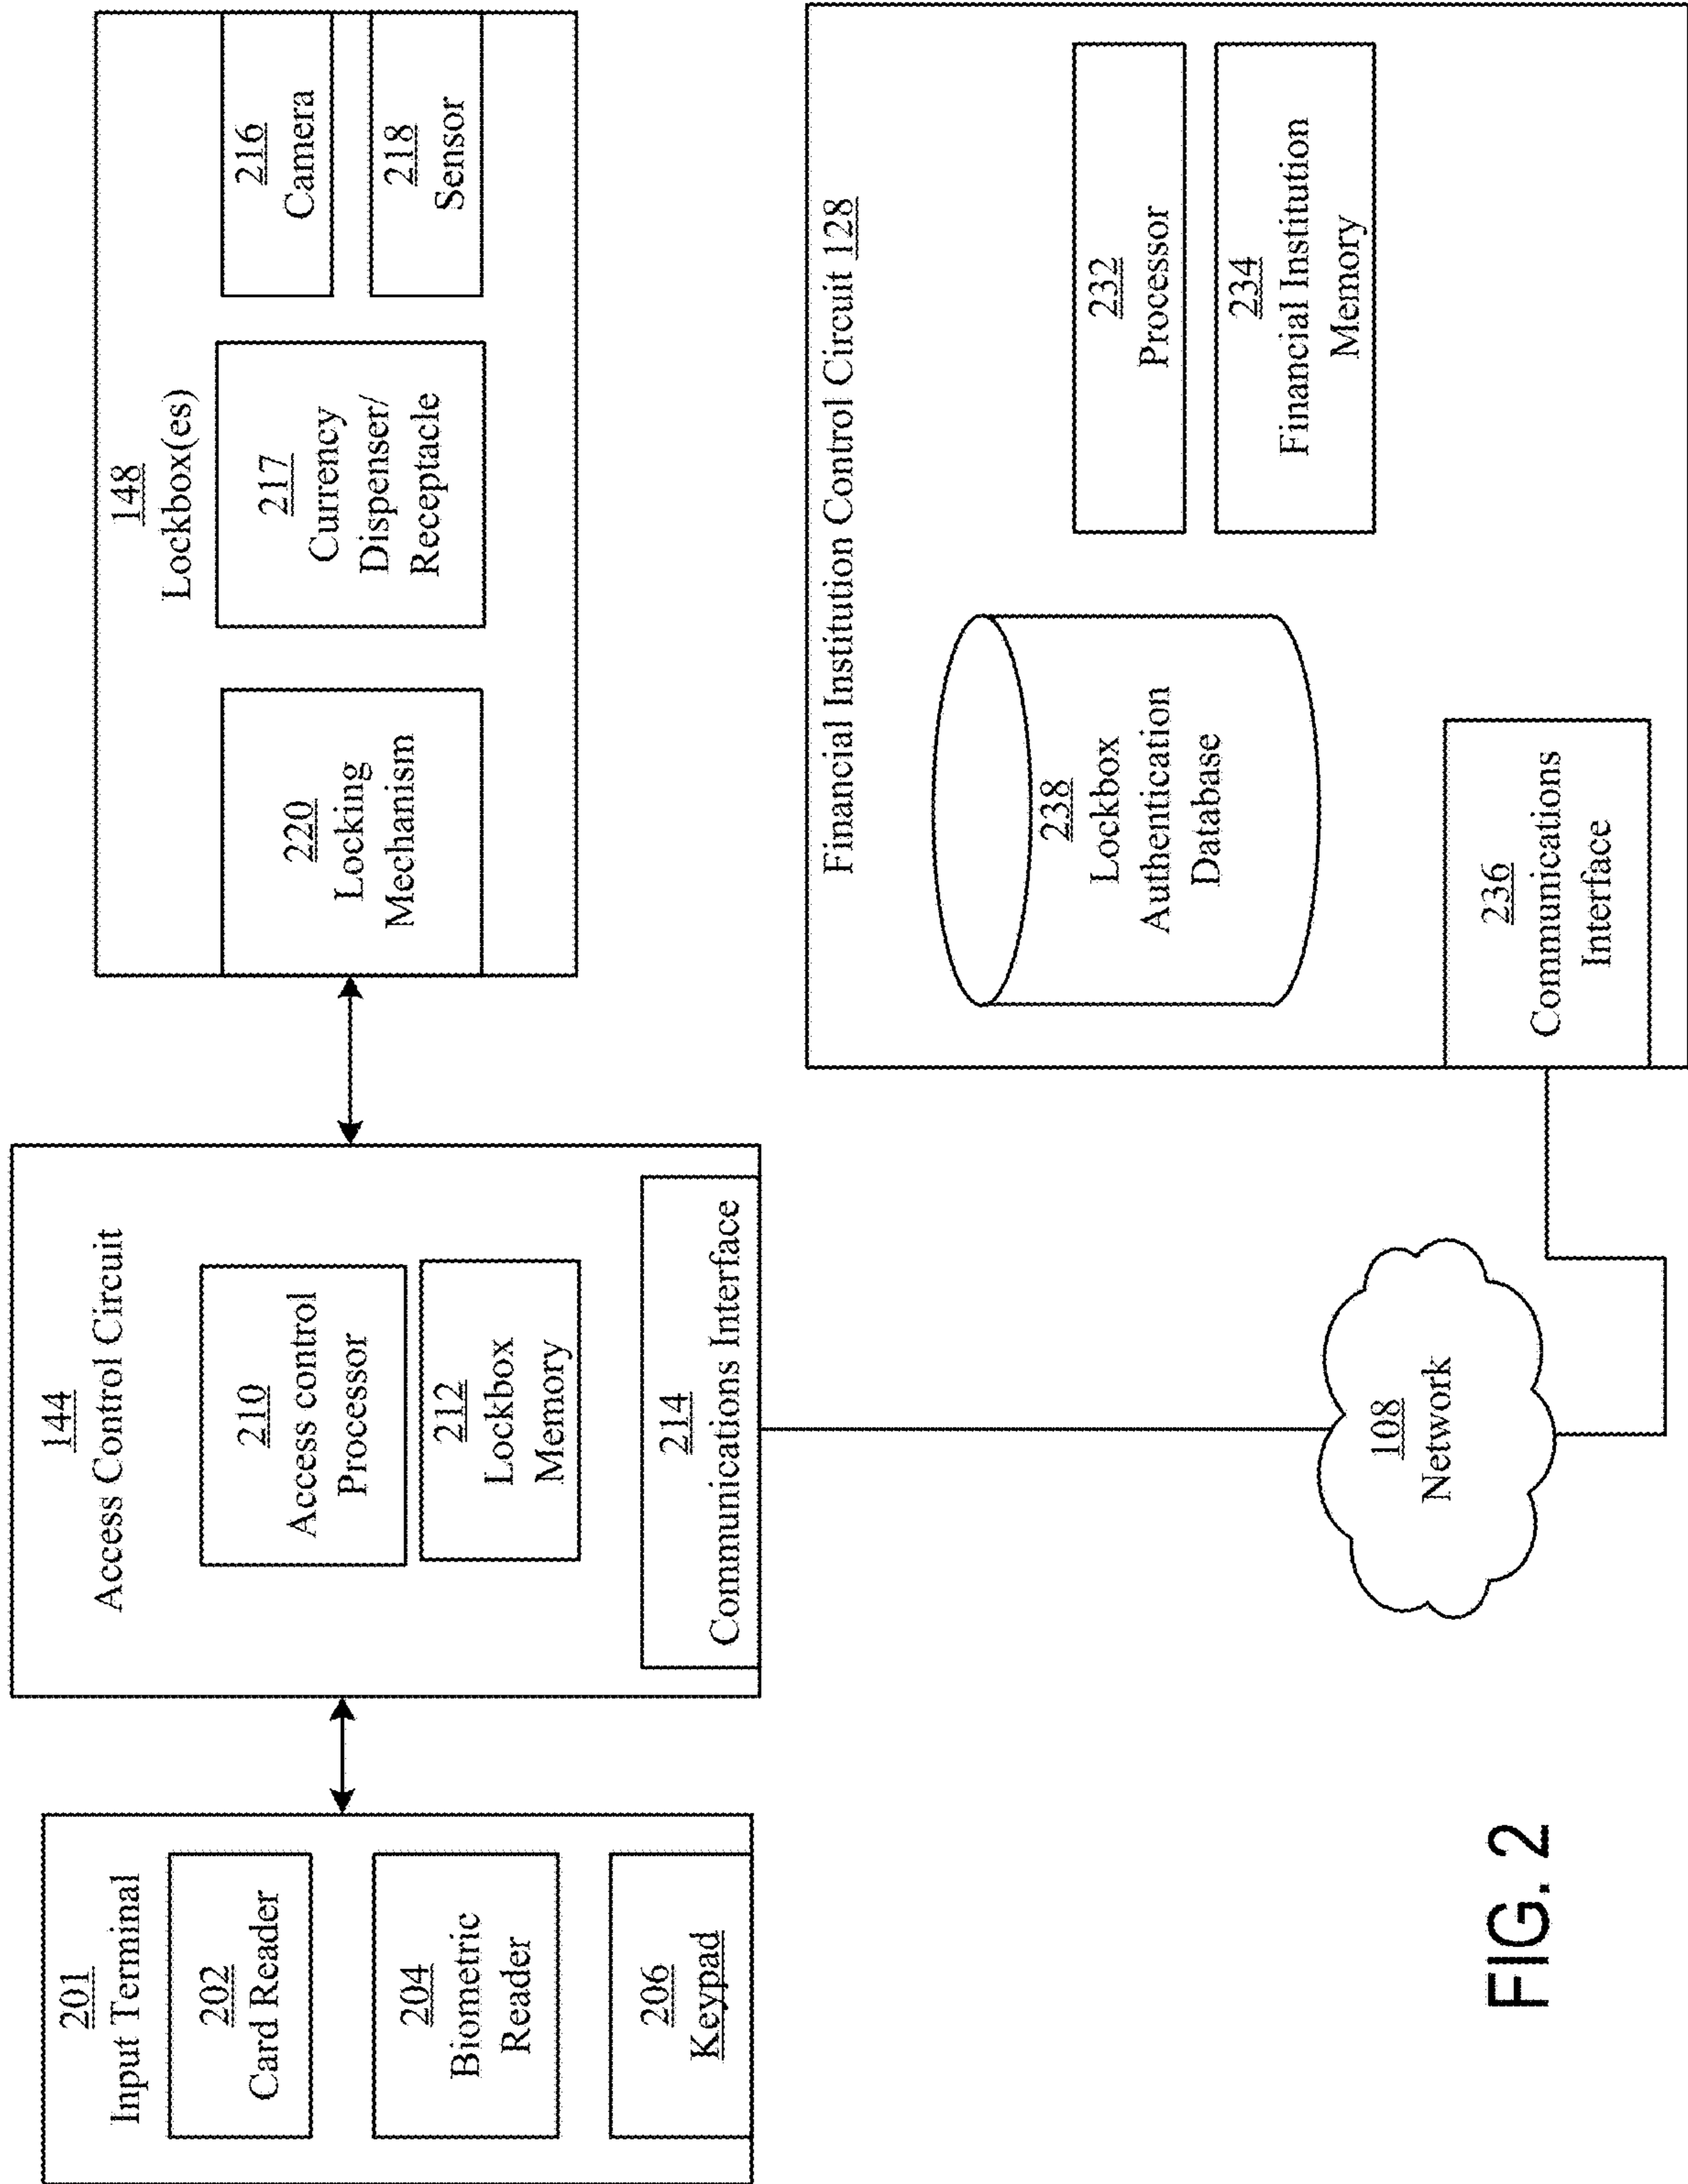 201
Input Terminal
202
Card Reader
204
Biometric
Reader
206
Keypad
144
Access Control Circuit
210
Access control
Processor
212
Lockbox
Memory
214
Communications Interface
148
Lockbox(es)
220
Locking
Mechanism
217
Currency
Dispenser/
Receptacle
216
Camera
218
Sensor
108
Network
Financial Institution Control Circuit 128
238
Lockbox
Authentication
Database
232
Processor
234
Financial Institution
Memory
236
Communications
Interface
FIG. 2